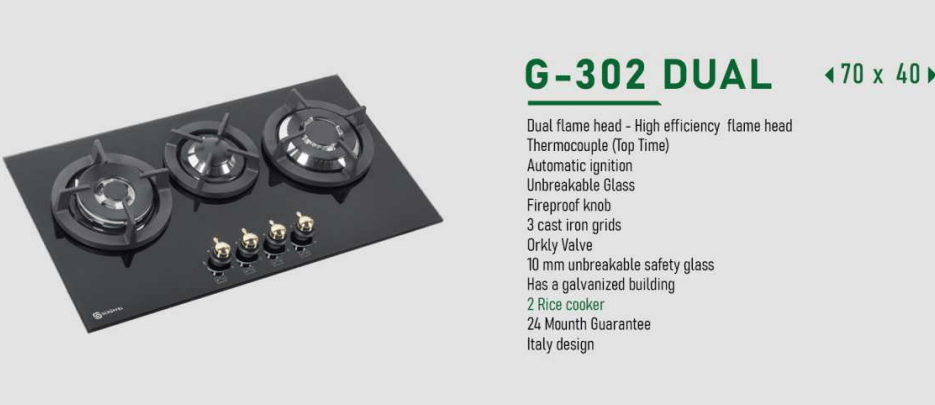 G-302 DUAL
70 x 40
Dual flame head - High efficiency flame head
Thermocouple (Top Time)
Automatic ignition
Unbreakable Glass
Fireproof knob
3 cast iron grids
Orkly Valve
10 mm unbreakable safety glass
Has a galvanized building
2 Rice cooker
24 Mounth Guarantee
Italy design